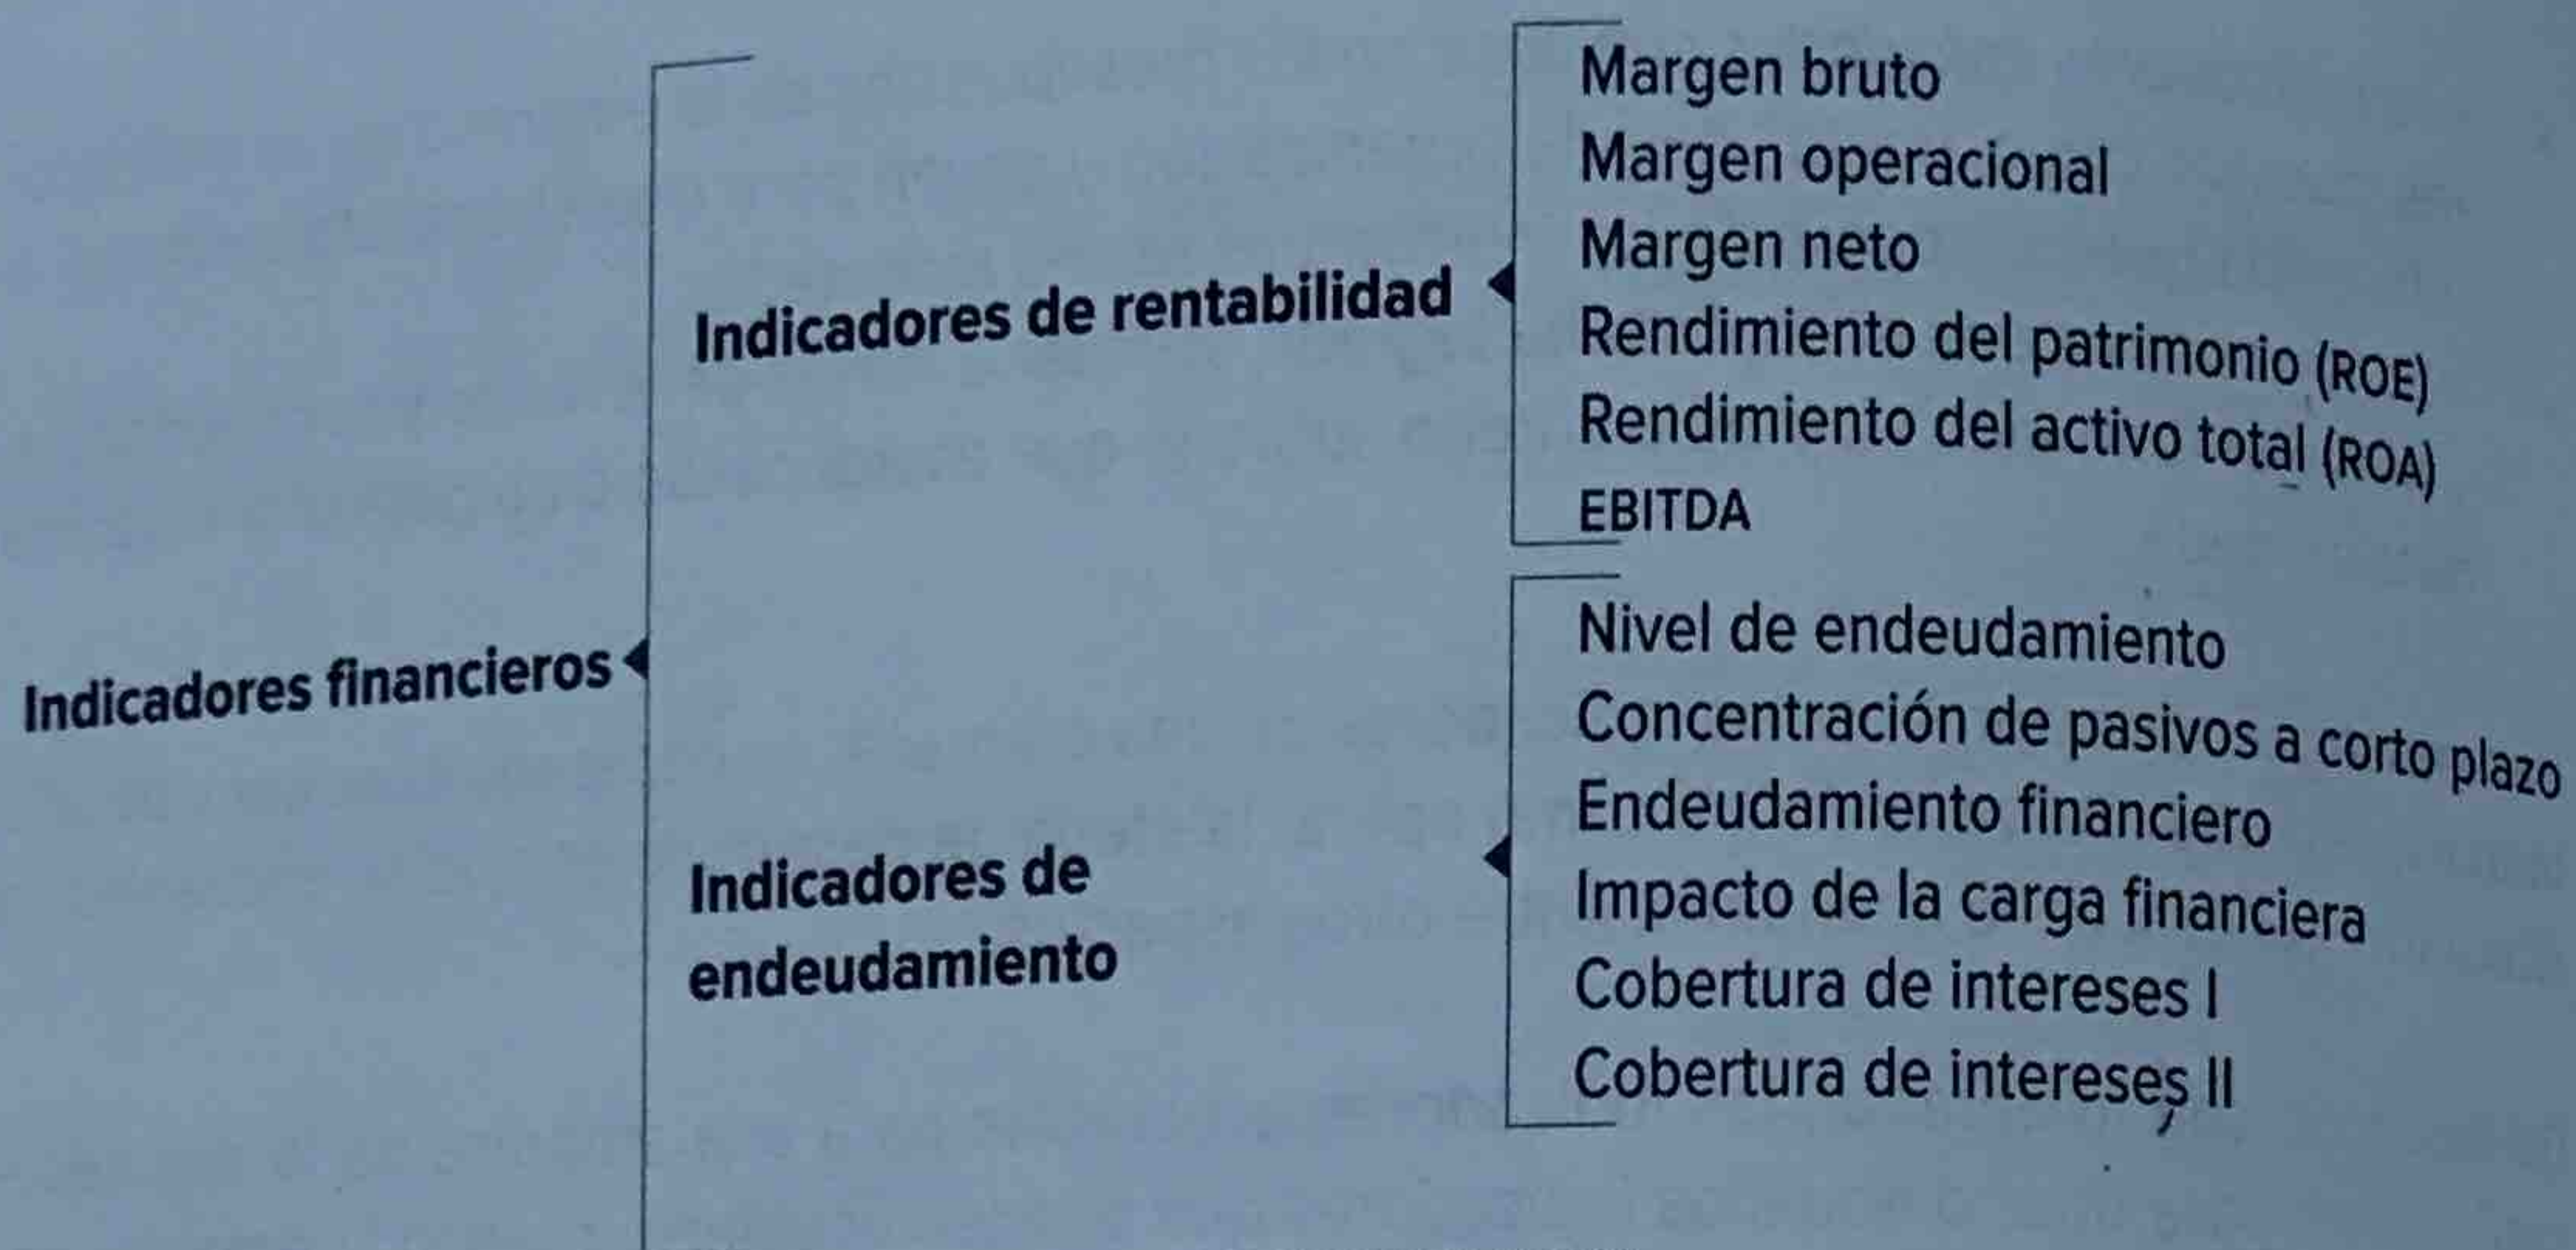 Indicadores financieros
Indicadores de rentabilidad
Margen bruto
Margen operacional
Margen neto
Rendimiento del patrimonio (ROE)
Rendimiento del activo total (ROA)
EBITDA
Indicadores de
endeudamiento
Nivel de endeudamiento
Concentración de pasivos a corto plazo
Endeudamiento financiero
Impacto de la carga financiera
Cobertura de intereses I
Cobertura de intereses II